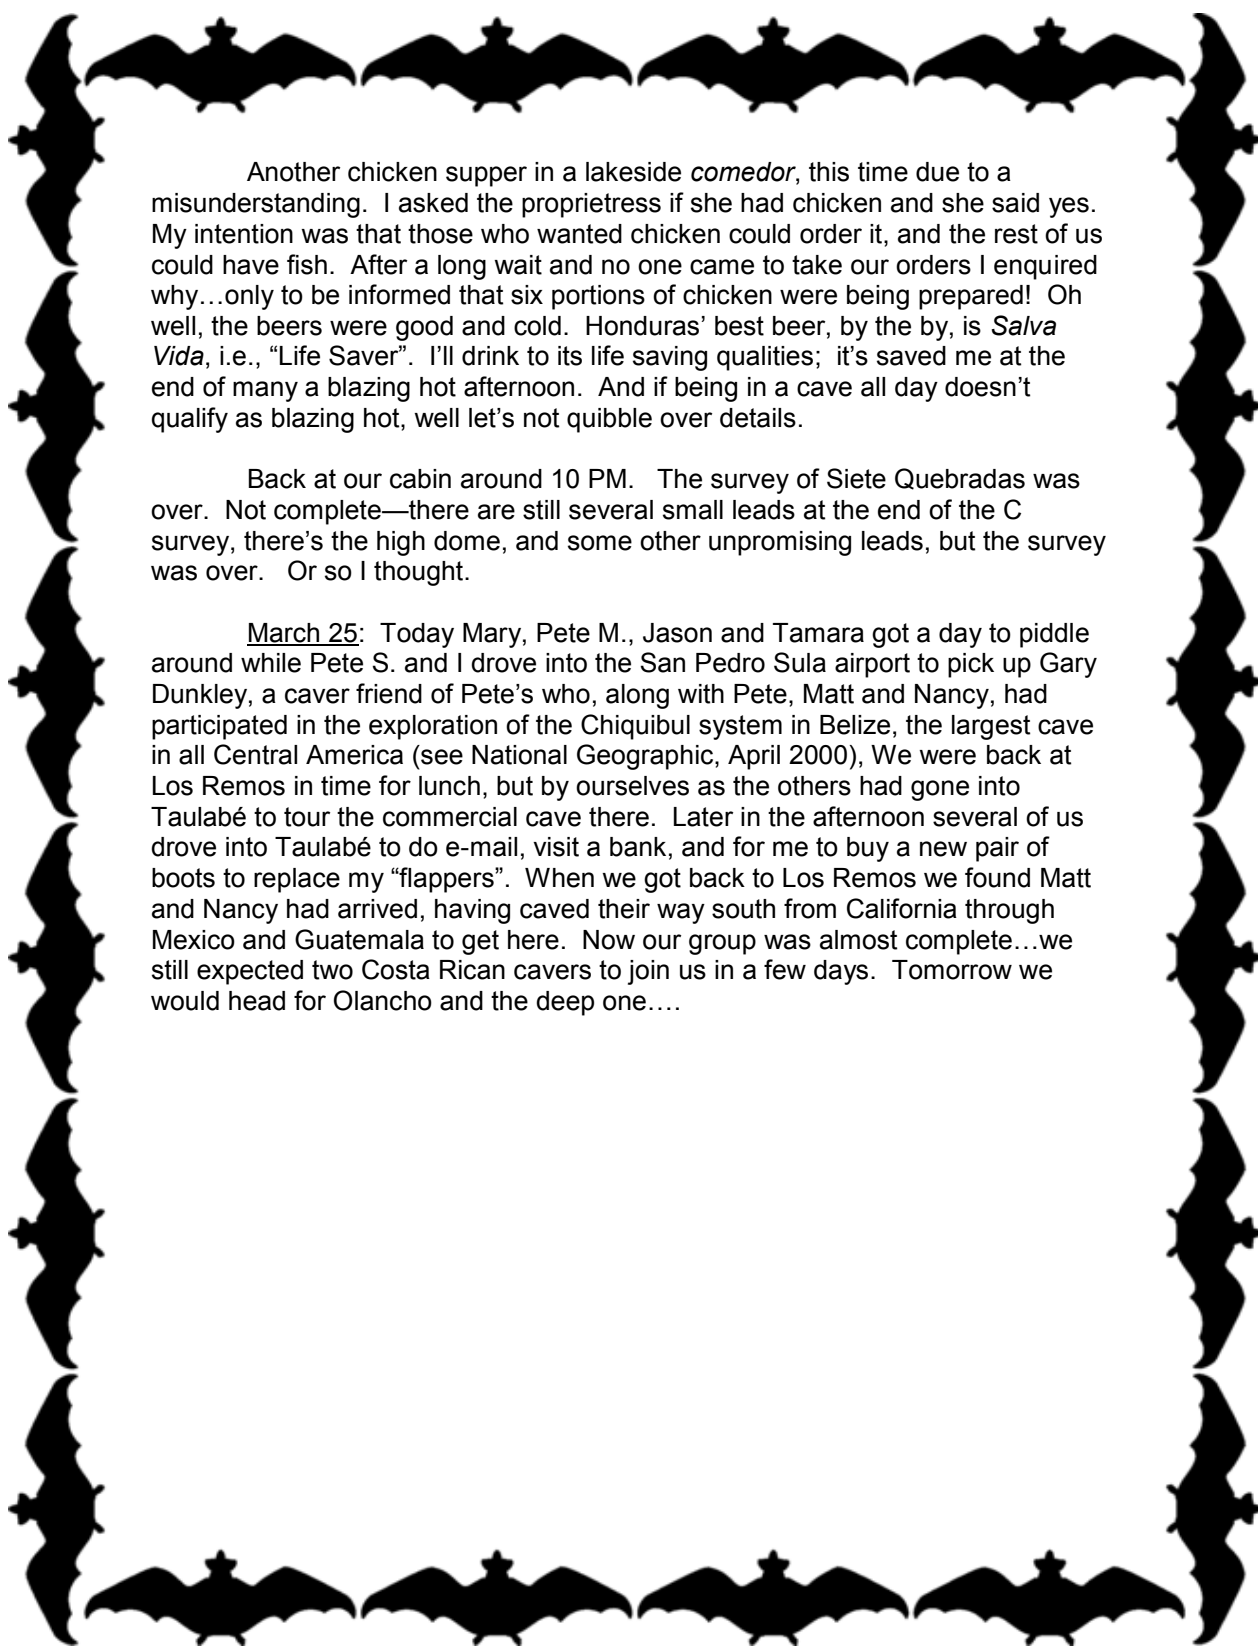 Another chicken supper in a lakeside comedor, this time due to a
misunderstanding.  I asked the proprietress if she had chicken and she said yes.
My intention was that those who wanted chicken could order it, and the rest of us
could have fish.  After a long wait and no one came to take our orders I enquired
why…only to be informed that six portions of chicken were being prepared!  Oh
well, the beers were good and cold.  Honduras’ best beer, by the by, is Salva
Vida, i.e., “Life Saver”.  I’ll drink to its life saving qualities;  it’s saved me at the
end of many a blazing hot afternoon.  And if being in a cave all day doesn’t
qualify as blazing hot, well let’s not quibble over details.
Back at our cabin around 10 PM.   The survey of Siete Quebradas was
over.  Not complete—there are still several small leads at the end of the C
survey, there’s the high dome, and some other unpromising leads, but the survey
was over.   Or so I thought.
March 25:  Today Mary, Pete M., Jason and Tamara got a day to piddle
around while Pete S. and I drove into the San Pedro Sula airport to pick up Gary
Dunkley, a caver friend of Pete’s who, along with Pete, Matt and Nancy, had
participated in the exploration of the Chiquibul system in Belize, the largest cave
in all Central America (see National Geographic, April 2000), We were back at
Los Remos in time for lunch, but by ourselves as the others had gone into
Taulabé to tour the commercial cave there.  Later in the afternoon several of us
drove into Taulabé to do e-mail, visit a bank, and for me to buy a new pair of
boots to replace my “flappers”.  When we got back to Los Remos we found Matt
and Nancy had arrived, having caved their way south from California through
Mexico and Guatemala to get here.  Now our group was almost complete…we
still expected two Costa Rican cavers to join us in a few days.  Tomorrow we
would head for Olancho and the deep one….